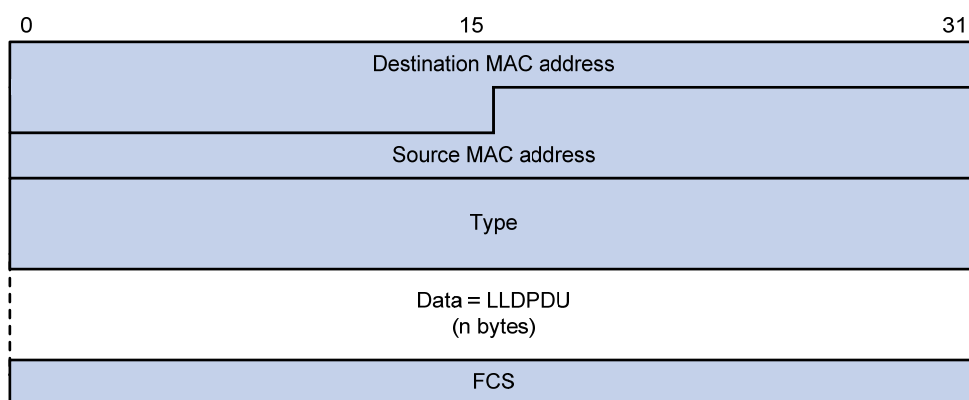 0 15 31
Destination MAC address
Source MAC address
Type
Data = LLDPDU
(n bytes)
FCS